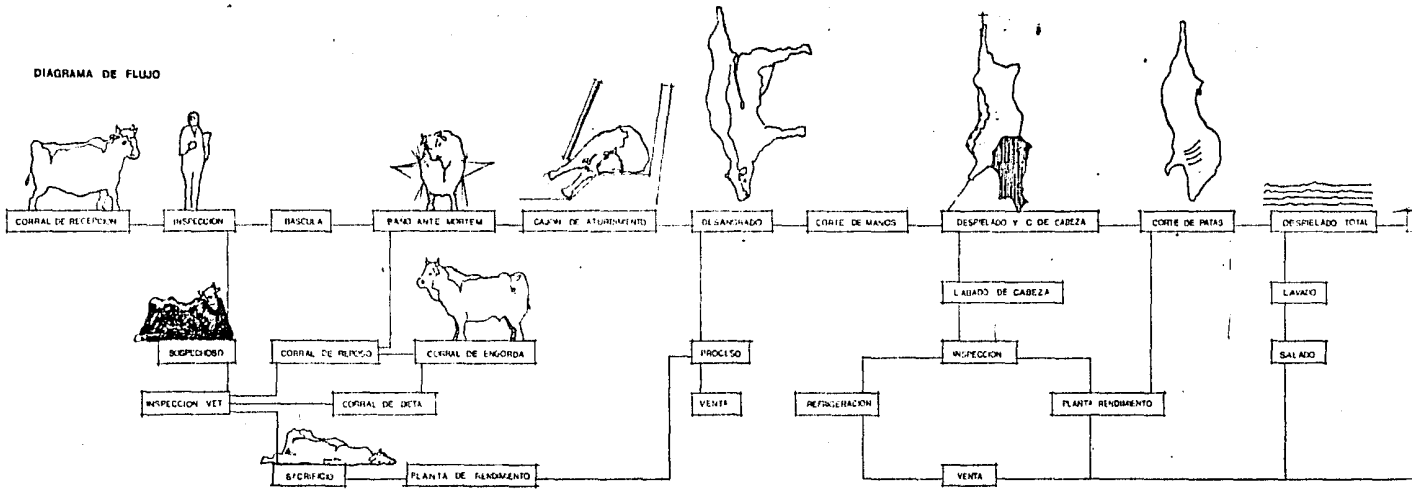 DIAGRAMA DE FLUJO
CORRAL DE RECEPCION
INSPECCION
BASCULA
BANO ANTE MORTEM
CAJON DE ATURDIMIENTO
DESANGRADO
CORTE DE MANOS
DESPIELADO Y C DE CABEZA
CORTE DE PATAS
DESPIELADO TOTAL
LABADO DE CABEZA
LAVADO
SOSPECHOSO
CORRAL DE REPOSO
CORRAL DE ENGORDA
PROCESO
INSPECCION
SALADO
INSPECCION VET
CORRAL DE DIETA
VENTA
REFRIGERACION
PLANTA RENDIMIENTO
SACRIFICIO
PLANTA DE RENDIMIENTO
VENTA